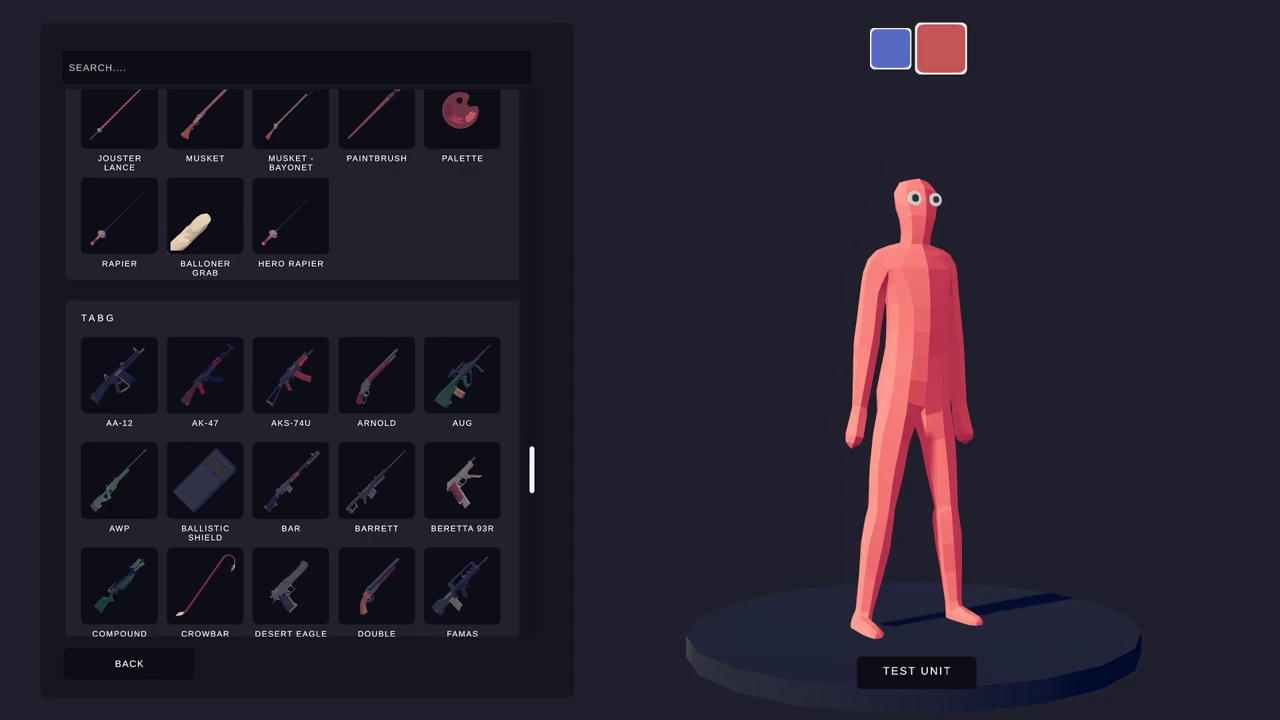 SEARCH....
JOUSTER
LANCE
MUSKET
MUSKET -
BAYONET
PAINTBRUSH
PALETTE
RAPIER
BALLONER
GRAB
HERO RAPIER
TABG
AA-12
AK-47
AKS-74U
ARNOLD
AUG
AWP
BALLISTIC
SHIELD
BAR
BARRETT
BERETTA 93R
COMPOUND
CROWBAR
DESERT EAGLE
DOUBLE
FAMAS
BACK
TEST UNIT